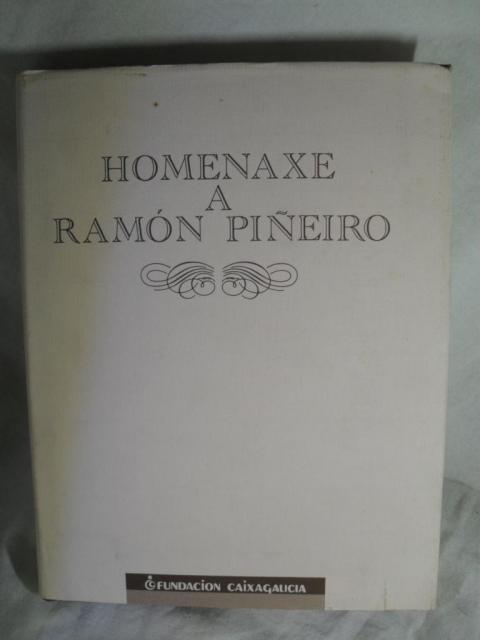 HOMENAXE
A
RAMÓN PIÑEIRO
FUNDACION CAIXAGALICIA